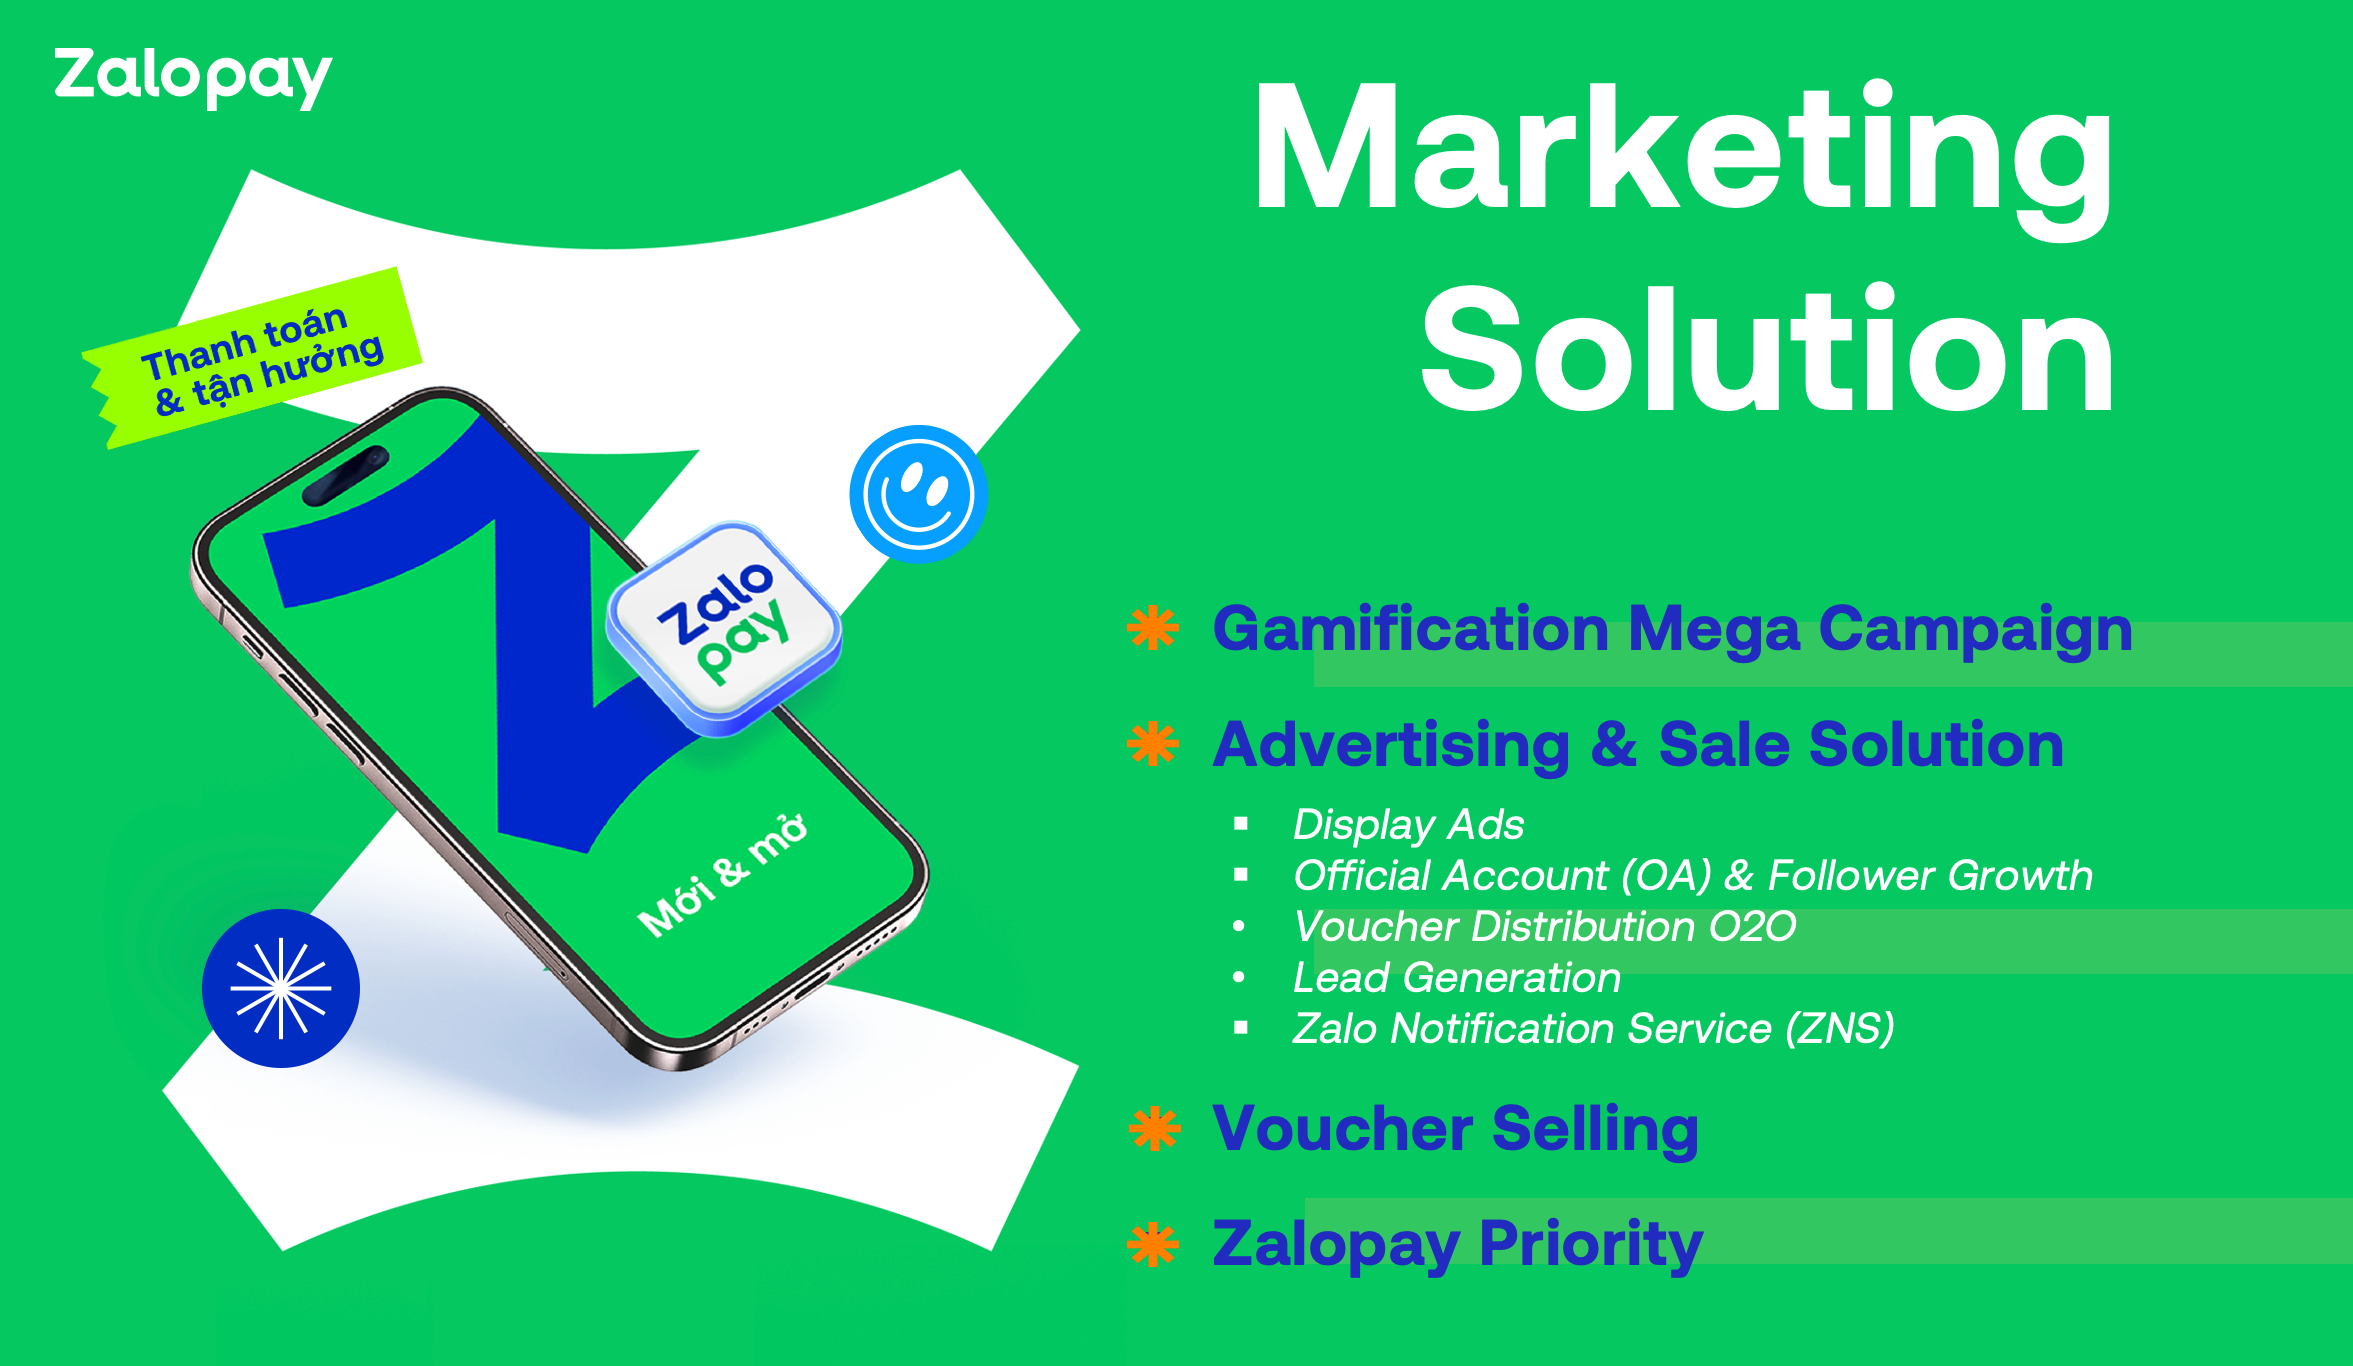 Zalopay
Marketing
Solution
Thanh toán
& tận hưởng
Zalo
pay
Mới & mở
Gamification Mega Campaign
Advertising & Sale Solution
Display Ads
Official Account (OA) & Follower Growth
Voucher Distribution O2O
Lead Generation
Zalo Notification Service (ZNS)
Voucher Selling
Zalopay Priority